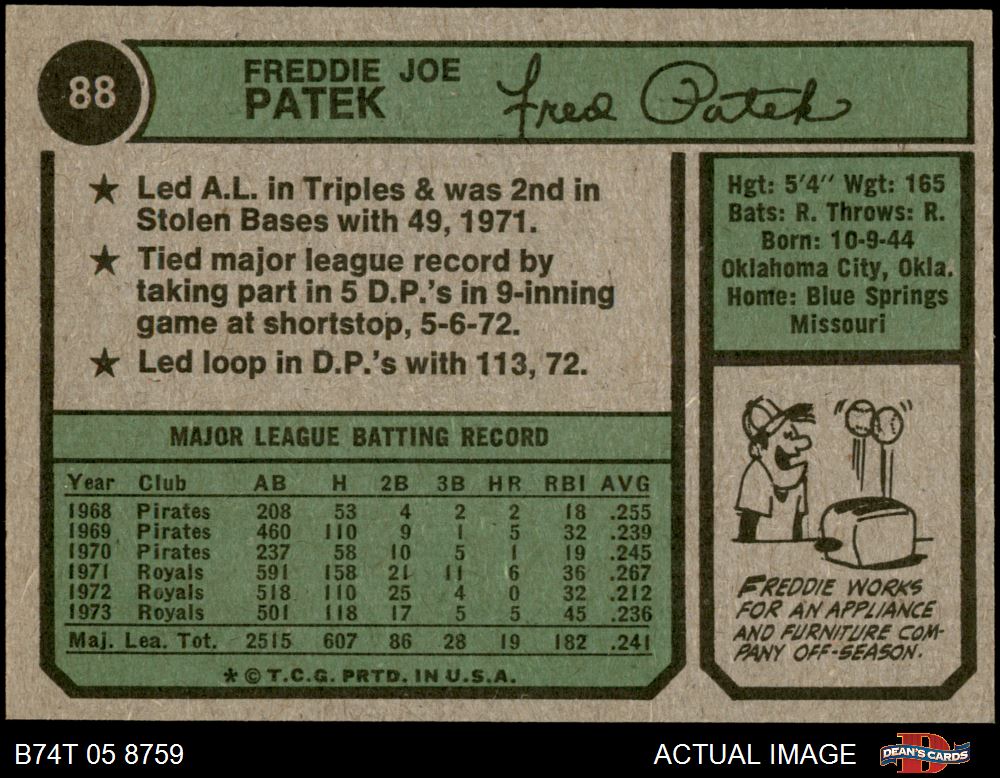 88
FREDDIE JOE
PATEK
Fred Patek
★ Led A.L. in Triples & was 2nd in
Stolen Bases with 49, 1971.
★ Tied major league record by
taking part in 5 D.P.'s in 9-inning
game at shortstop, 5-6-72.
★ Led loop in D.P.'s with 113, 72.
MAJOR LEAGUE BATTING RECORD
Year Club AB H 2B 3B HR RBI AVG
1968 Pirates 208 53 4 2 2 18 .255
1969 Pirates 460 110 9 1 5 32 .239
1970 Pirates 237 58 10 5 1 19 .245
1971 Royals 591 158 21 11 6 36 .267
1972 Royals 518 110 25 4 0 32 .212
1973 Royals 501 118 17 5 5 45 .236
Maj. Lea. Tot. 2515 607 86 28 19 182 .241
* © T.C.G. PRTD. IN U.S.A.
Hgt: 5'4" Wgt: 165
Bats: R. Throws: R.
Born: 10-9-44
Oklahoma City, Okla.
Home: Blue Springs
Missouri
FREDDIE WORKS
FOR AN APPLIANCE
AND FURNITURE COM-
PANY OFF-SEASON.
B74T 05 8759
ACTUAL IMAGE
DEAN'S CARDS